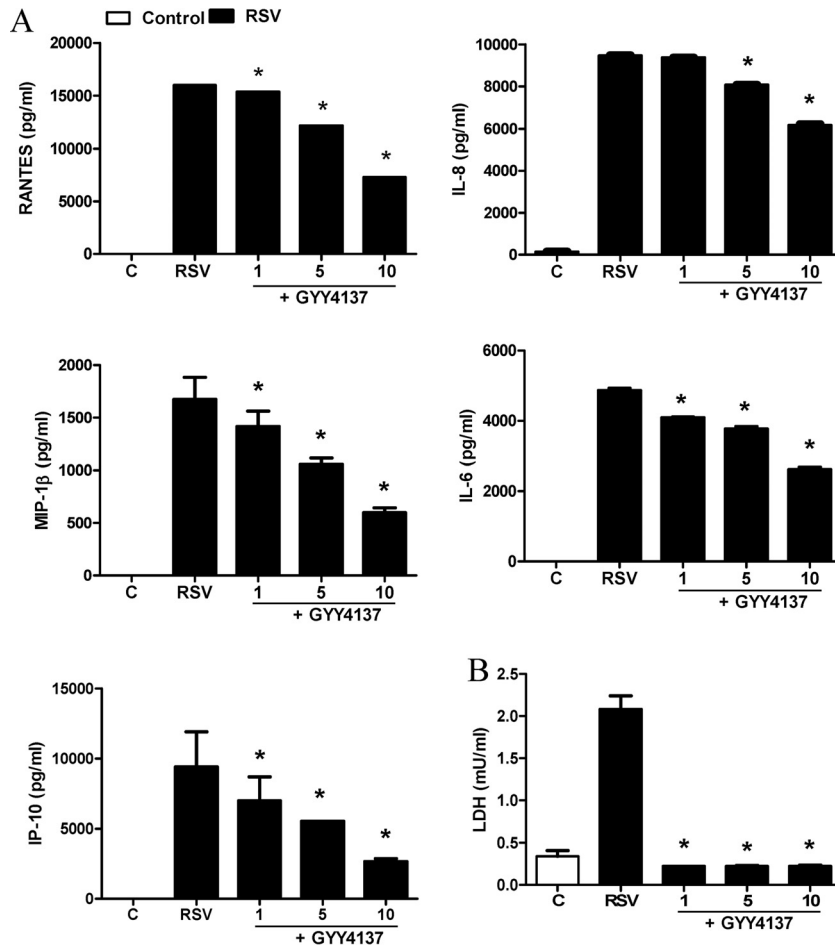 A
Control RSV
RANTES (pg/ml)
20000
15000
10000
5000
0
* * *
C RSV 1 5 10
+ GYY4137
IL-8 (pg/ml)
10000
8000
6000
4000
2000
0
* *
C RSV 1 5 10
+ GYY4137
MIP-1β (pg/ml)
2000
1500
1000
500
0
* * *
C RSV 1 5 10
+ GYY4137
IL-6 (pg/ml)
6000
4000
2000
0
* * *
C RSV 1 5 10
+ GYY4137
IP-10 (pg/ml)
15000
10000
5000
0
* * *
C RSV 1 5 10
+ GYY4137
B
LDH (mU/ml)
2.5
2.0
1.5
1.0
0.5
0.0
* * *
C RSV 1 5 10
+ GYY4137